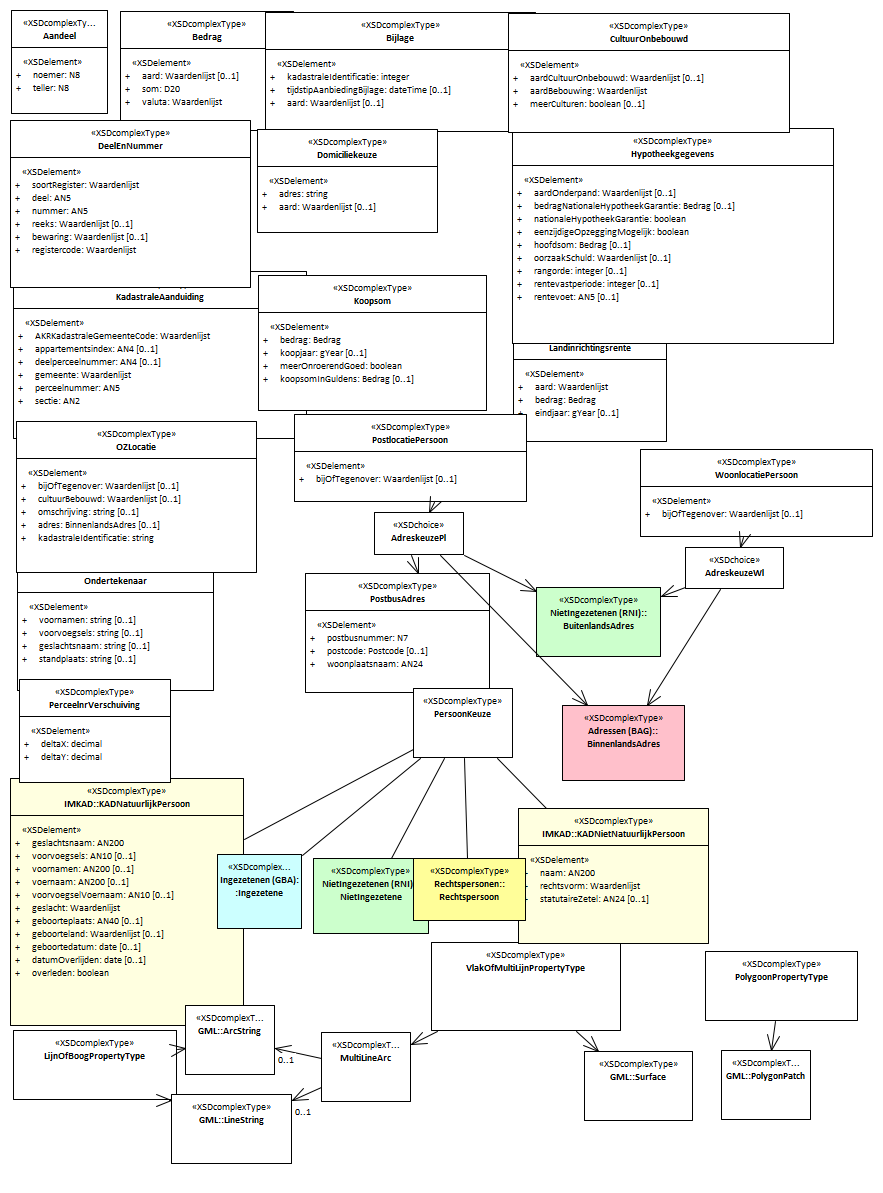 «XSDcomplexTy...
Aandeel
«XSDelement»
+ noemer: N8
+ teller: N8
«XSDcomplexType»
Bedrag
«XSDelement»
+ aard: Waardenlijst [0..1]
+ som: D20
+ valuta: Waardenlijst
«XSDcomplexType»
Bijlage
«XSDelement»
+ kadastraleIdentificatie: integer
+ tijdstipAanbiedingBijlage: dateTime [0..1]
+ aard: Waardenlijst [0..1]
«XSDcomplexType»
CultuurOnbebouwd
«XSDelement»
+ aardCultuurOnbebouwd: Waardenlijst [0..1]
+ aardBebouwing: Waardenlijst
+ meerCulturen: boolean [0..1]
«XSDcomplexType»
DeelEnNummer
«XSDelement»
+ soortRegister: Waardenlijst
+ deel: AN5
+ nummer: AN5
+ reeks: Waardenlijst [0..1]
+ bewaring: Waardenlijst [0..1]
+ registercode: Waardenlijst
«XSDcomplexType»
Domiciliekeuze
«XSDelement»
+ adres: string
+ aard: Waardenlijst [0..1]
«XSDcomplexType»
Hypotheekgegevens
«XSDelement»
+ aardOnderpand: Waardenlijst [0..1]
+ bedragNationaleHypotheekGarantie: Bedrag [0..1]
+ nationaleHypotheekGarantie: boolean
+ eenzijdigeOpzeggingMogelijk: boolean
+ hoofdsom: Bedrag [0..1]
+ oorzaakSchuld: Waardenlijst [0..1]
+ rangorde: integer [0..1]
+ rentevastperiode: integer [0..1]
+ rentevoet: AN5 [0..1]
KadastraleAanduiding
«XSDelement»
+ AKRKadastraleGemeenteCode: Waardenlijst
+ appartementsindex: AN4 [0..1]
+ deelperceelnummer: AN4 [0..1]
+ gemeente: Waardenlijst
+ perceelnummer: AN5
+ sectie: AN2
«XSDcomplexType»
Koopsom
«XSDelement»
+ bedrag: Bedrag
+ koopjaar: gYear [0..1]
+ meerOnroerendGoed: boolean
+ koopsomInGuldens: Bedrag [0..1]
Landinrichtingsrente
«XSDelement»
+ aard: Waardenlijst
+ bedrag: Bedrag
+ eindjaar: gYear [0..1]
«XSDcomplexType»
OZLocatie
«XSDelement»
+ bijOfTegenover: Waardenlijst [0..1]
+ cultuurBebouwd: Waardenlijst [0..1]
+ omschrijving: string [0..1]
+ adres: BinnenlandsAdres [0..1]
+ kadastraleIdentificatie: string
«XSDcomplexType»
PostlocatiePersoon
«XSDelement»
+ bijOfTegenover: Waardenlijst [0..1]
«XSDcomplexType»
WoonlocatiePersoon
«XSDelement»
+ bijOfTegenover: Waardenlijst [0..1]
«XSDchoice»
AdreskeuzePl
«XSDchoice»
AdreskeuzeWl
Ondertekenaar
«XSDelement»
+ voornamen: string [0..1]
+ voorvoegsels: string [0..1]
+ geslachtsnaam: string [0..1]
+ standplaats: string [0..1]
«XSDcomplexType»
PostbusAdres
«XSDelement»
+ postbusnummer: N7
+ postcode: Postcode [0..1]
+ woonplaatsnaam: AN24
«XSDcomplexType»
NietIngezetenen (RNI)::
BuitenlandsAdres
«XSDcomplexType»
PerceelnrVerschuiving
«XSDelement»
+ deltaX: decimal
+ deltaY: decimal
«XSDcomplexType»
PersoonKeuze
«XSDcomplexType»
Adressen (BAG)::
BinnenlandsAdres
«XSDcomplexType»
IMKAD::KADNatuurlijkPersoon
«XSDelement»
+ geslachtsnaam: AN200
+ voorvoegsels: AN10 [0..1]
+ voornamen: AN200 [0..1]
+ voernaam: AN200 [0..1]
+ voorvoegselVoernaam: AN10 [0..1]
+ geslacht: Waardenlijst
+ geboorteplaats: AN40 [0..1]
+ geboorteland: Waardenlijst [0..1]
+ geboortedatum: date [0..1]
+ datumOverlijden: date [0..1]
+ overleden: boolean
«XSDcomplex...
Ingezetenen (GBA):
:Ingezetene
«XSDcomplexType»
NietIngezetenen (RNI)
NietIngezetene
«XSDcomplexType»
Rechtspersonen::
Rechtspersoon
«XSDcomplexType»
IMKAD::KADNietNatuurlijkPersoon
«XSDelement»
naam: AN200
rechtsvorm: Waardenlijst
statutaireZetel: AN24 [0..1]
«XSDcomplexType»
VlakOfMultiLijnPropertyType
«XSDcomplexType»
PolygoonPropertyType
«XSDcomplexType»
LijnOfBoogPropertyType
«XSDcomplexT...
GML::ArcString
0..1
«XSDcomplexT...
MultiLineArc
«XSDcomplexType»
GML::Surface
«XSDcomplexT...
GML::PolygonPatch
«XSDcomplexType»
GML::LineString
0..1